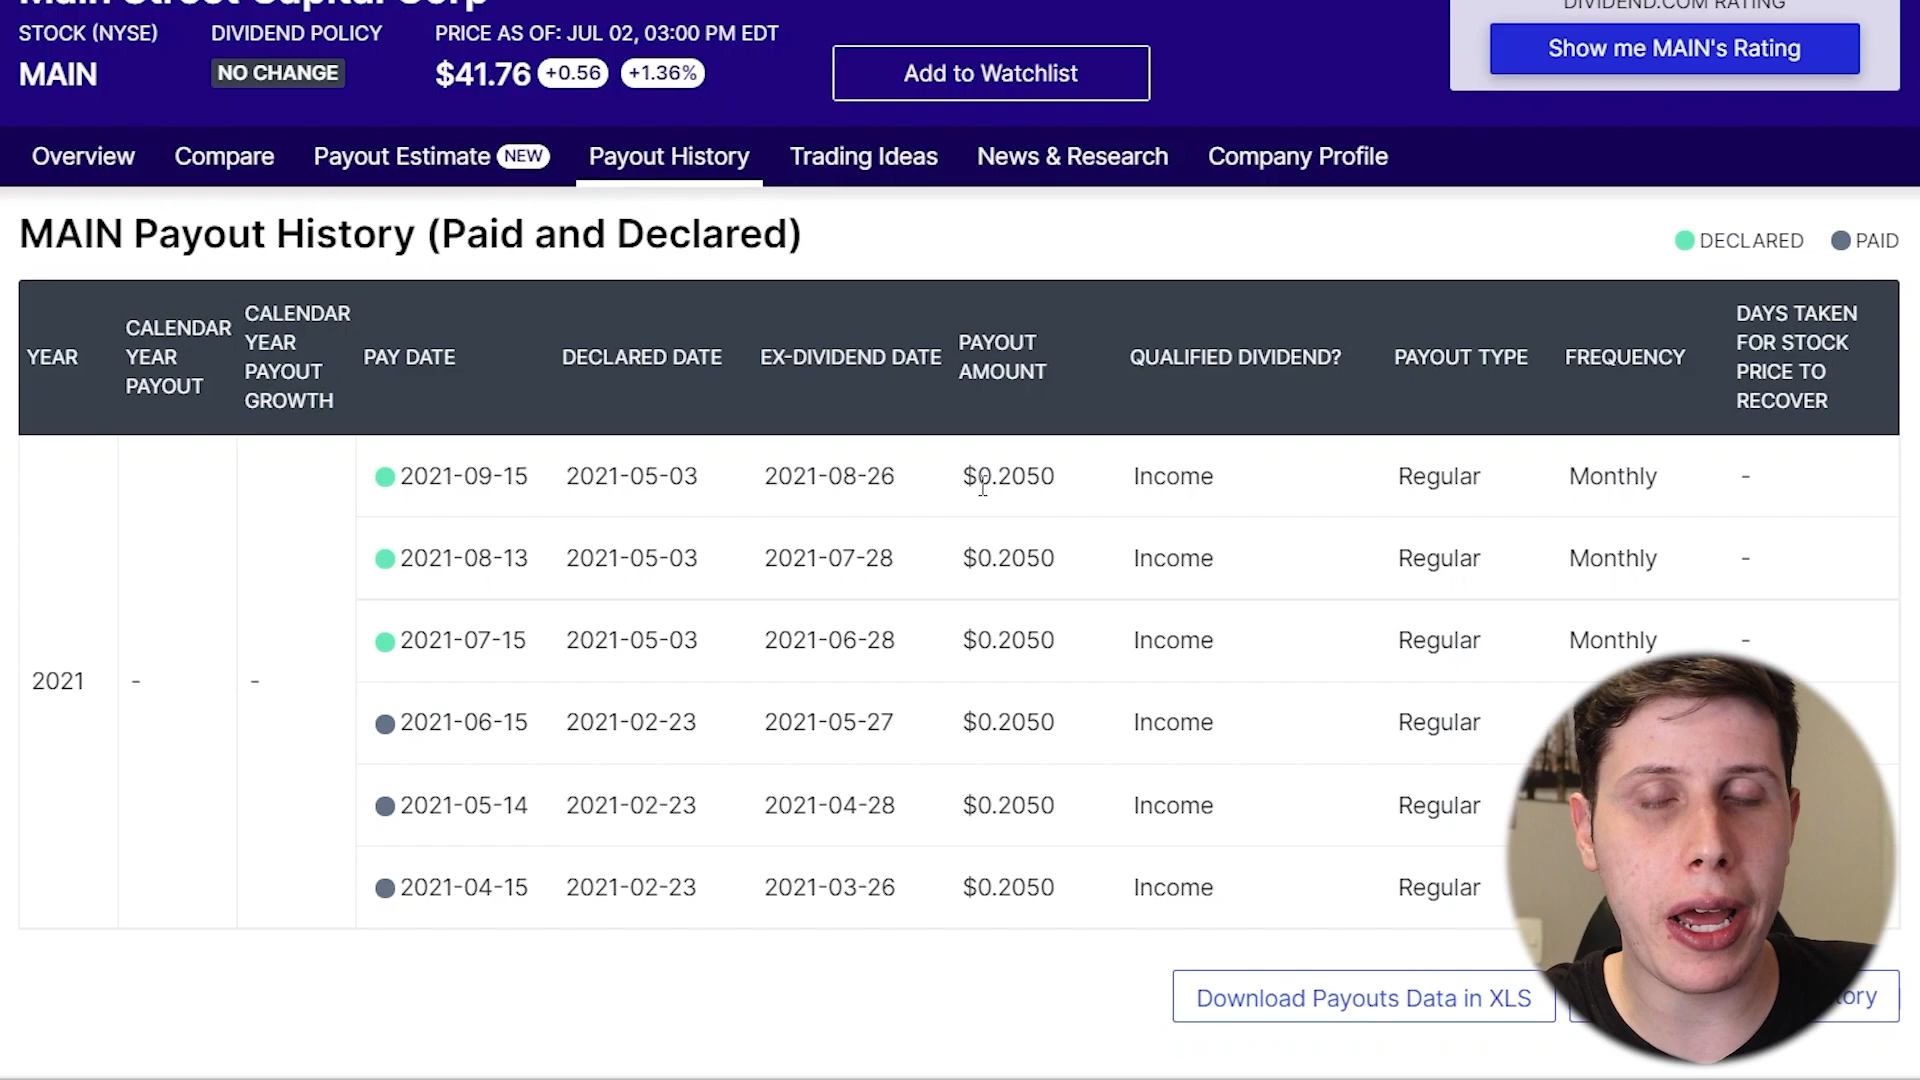 Main Street Capital Corp
DIVIDEND.COM RATING
STOCK (NYSE) DIVIDEND POLICY PRICE AS OF: JUL 02, 03:00 PM EDT
MAIN NO CHANGE $41.76 +0.56 +1.36% Add to Watchlist Show me MAIN's Rating
Overview Compare Payout Estimate NEW Payout History Trading Ideas News & Research Company Profile
MAIN Payout History (Paid and Declared)
DECLARED PAID
YEAR
CALENDAR
YEAR
PAYOUT
CALENDAR
YEAR
PAYOUT
GROWTH
PAY DATE
DECLARED DATE
EX-DIVIDEND DATE
PAYOUT
AMOUNT
QUALIFIED DIVIDEND?
PAYOUT TYPE
FREQUENCY
DAYS TAKEN
FOR STOCK
PRICE TO
RECOVER
2021-09-15 2021-05-03 2021-08-26 $0.2050 Income Regular Monthly -
2021-08-13 2021-05-03 2021-07-28 $0.2050 Income Regular Monthly -
2021-07-15 2021-05-03 2021-06-28 $0.2050 Income Regular Monthly -
2021 - -
2021-06-15 2021-02-23 2021-05-27 $0.2050 Income Regular
2021-05-14 2021-02-23 2021-04-28 $0.2050 Income Regular
2021-04-15 2021-02-23 2021-03-26 $0.2050 Income Regular
Download Payouts Data in XLS